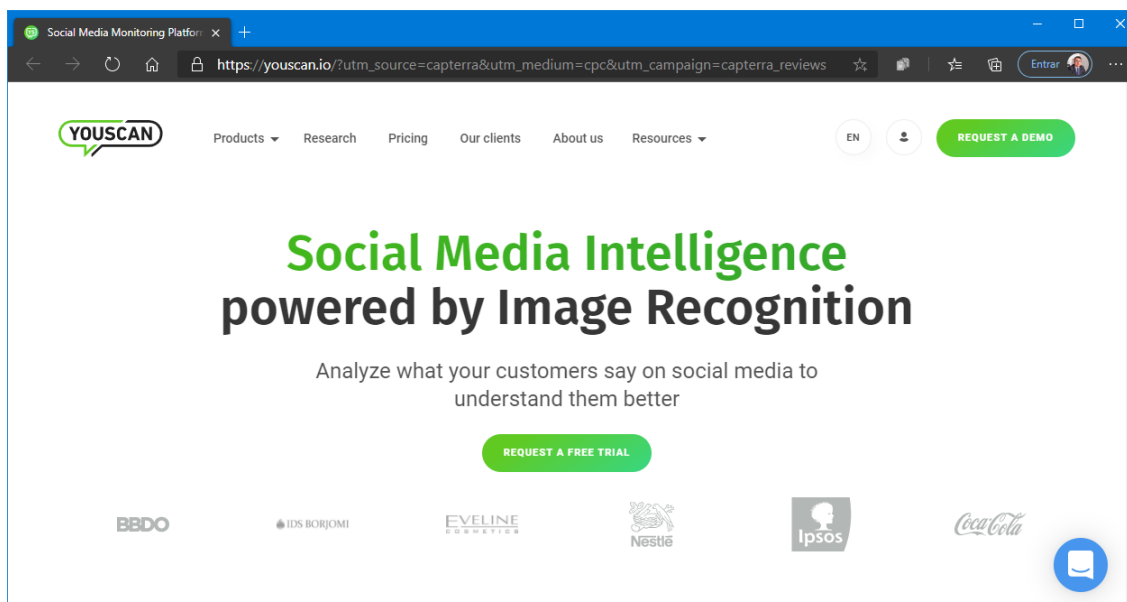 Social Media Monitoring Platforr
https://youscan.io/?utm_source=capterra&utm_medium=cpc&utm_campaign=capterra_reviews
Entrar
YOUSCAN
Products
Research
Pricing
Our clients
About us
Resources
EN
REQUEST A DEMO
Social Media Intelligence
powered by Image Recognition
Analyze what your customers say on social media to
understand them better
REQUEST A FREE TRIAL
BBDO
IDS BORJOMI
EVELINE
COSMETICS
Nestlé
Ipsos
Coca-Cola